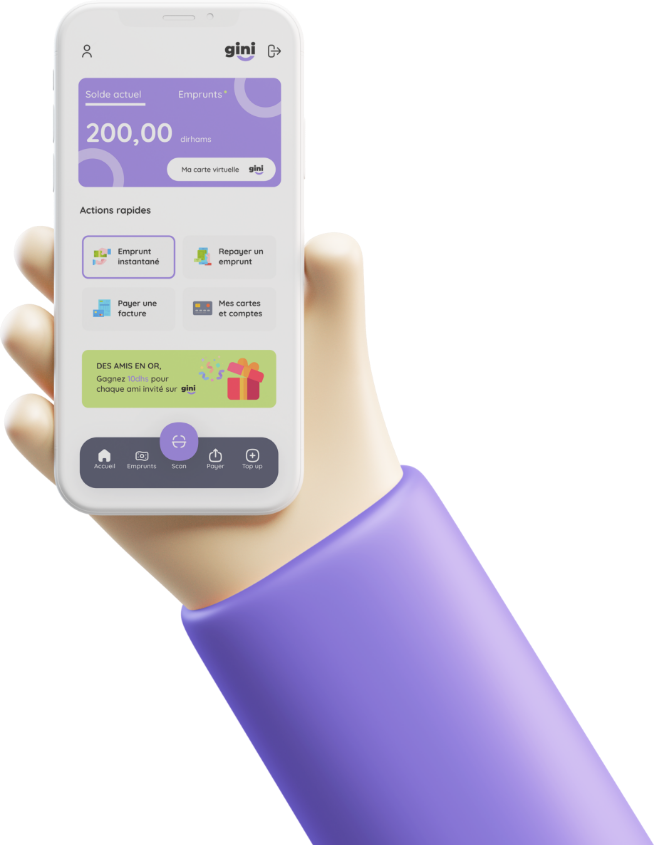 gini
Solde actuel Emprunts
200,00 dirhams
Ma carte virtuelle gini
Actions rapides
Emprunt
instantané
Repayer un
emprunt
Payer une
facture
Mes cartes
et comptes
DES AMIS EN OR,
Gagnez 10dhs pour
chaque ami invité sur gini
Accueil Emprunts Scan Payer Top up